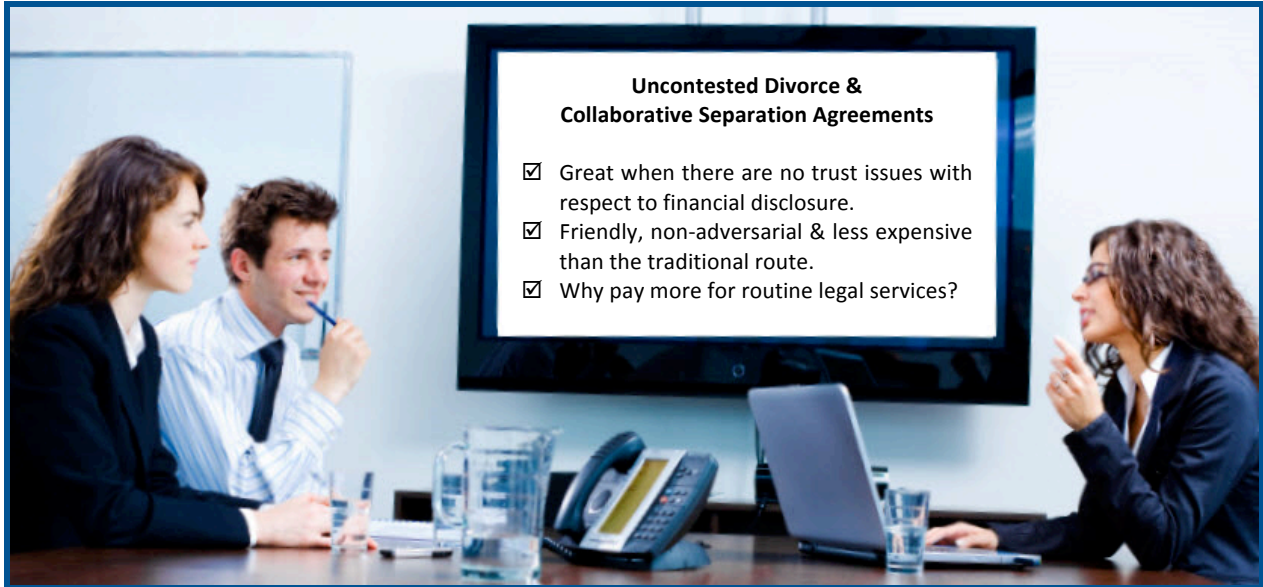 Uncontested Divorce &
Collaborative Separation Agreements
☑ Great when there are no trust issues with
respect to financial disclosure.
☑ Friendly, non-adversarial & less expensive
than the traditional route.
☑ Why pay more for routine legal services?